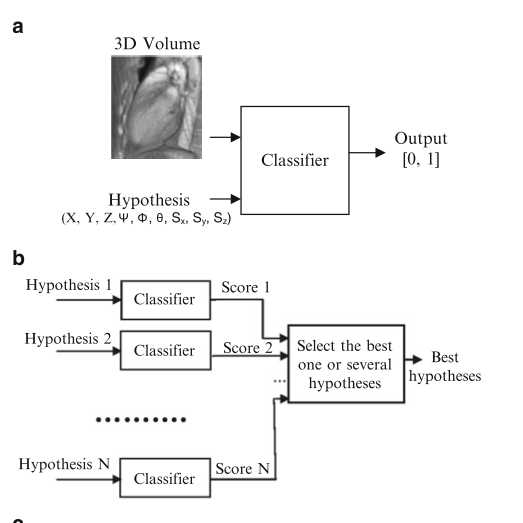 a
3D Volume
Classifier
Output
[0, 1]
Hypothesis
(X, Y, Z, Ψ, Φ, θ, Sx, Sy, Sz)
b
Hypothesis 1
Classifier
Score 1
Hypothesis 2
Classifier
Score 2
Select the best
one or several
hypotheses
...
Best
hypotheses
Hypothesis N
Classifier
Score N